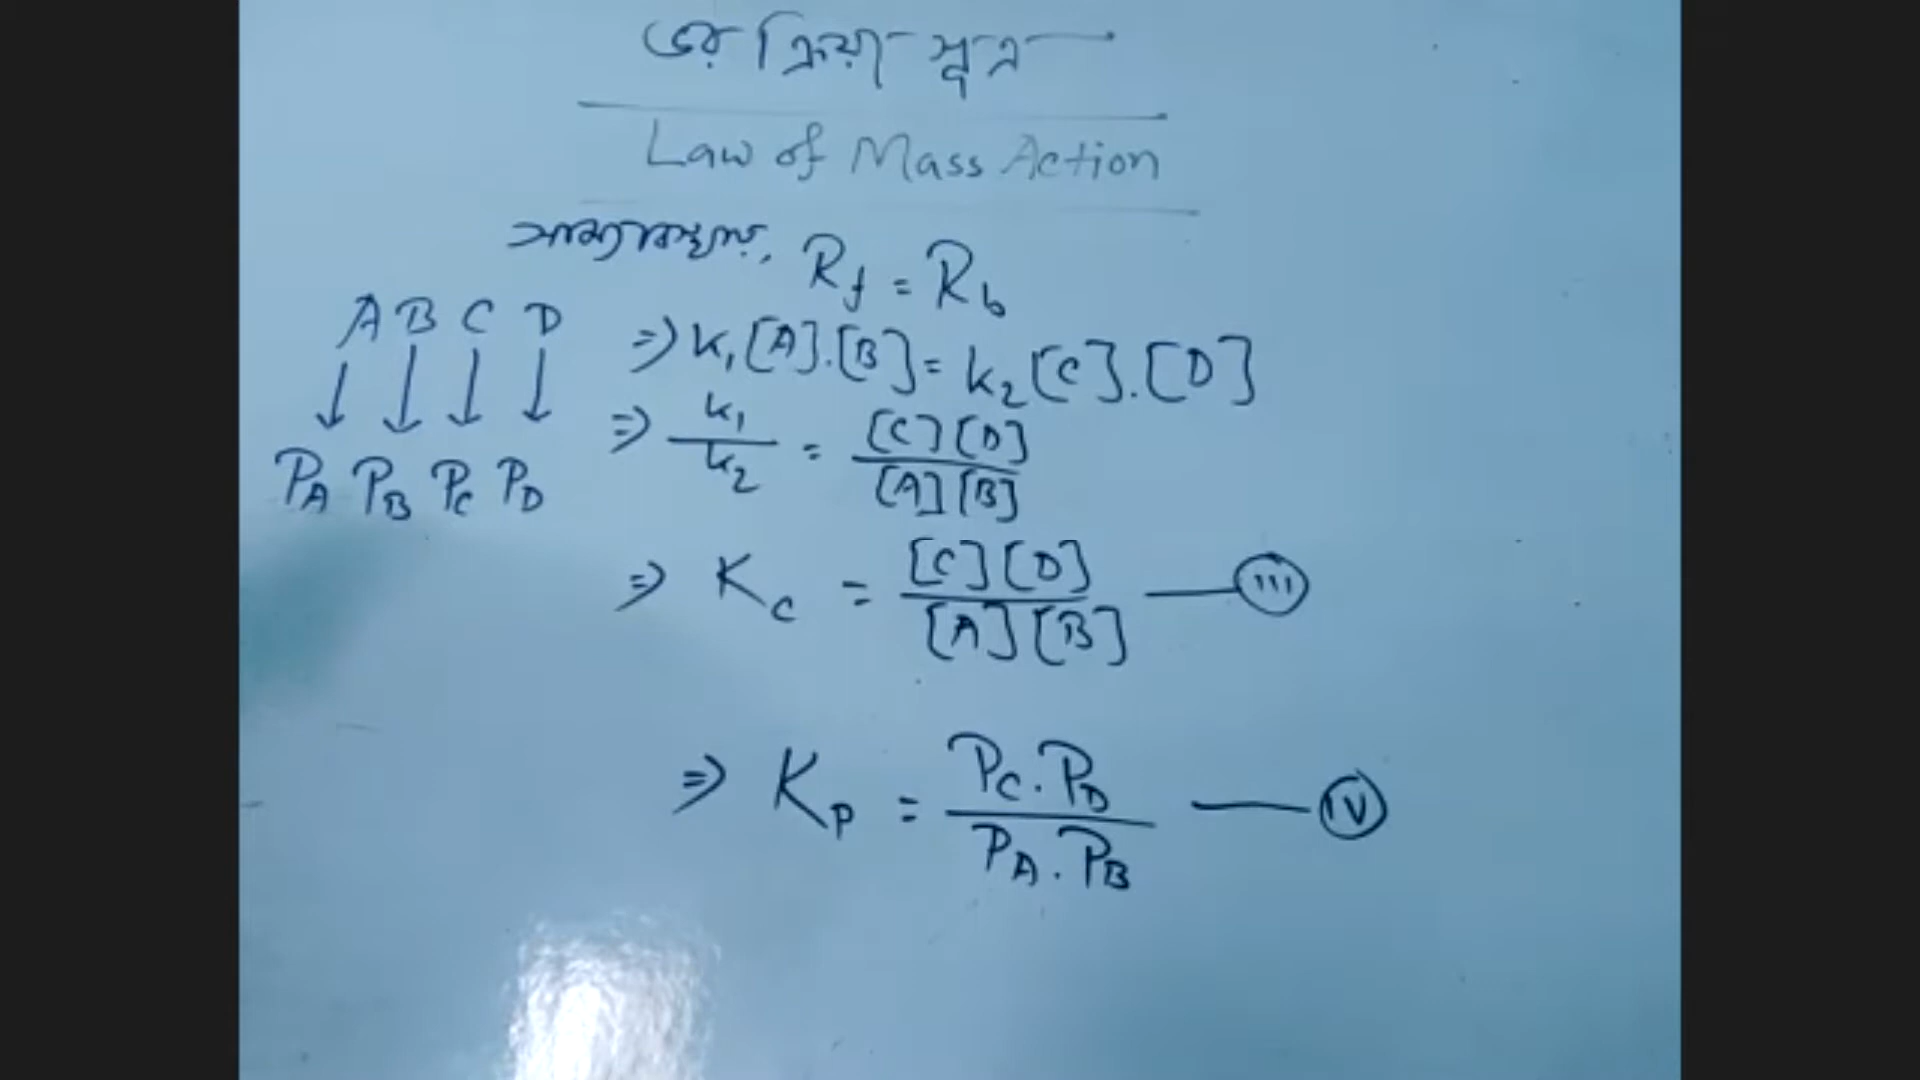 ভর ক্রিয়া সূত্র
Law of Mass Action
সাম্যাবস্থায়, Rf = Rb
A B C D
⇒ k₁[A].[B] = k₂[C].[D]
↓ ↓ ↓ ↓
⇒ k₁/k₂ = [C][D]/[A][B]
PA PB PC PD
⇒ Kc = [C][D]/[A][B] — (iii)
⇒ Kp = PC.PD/PA.PB — (iv)